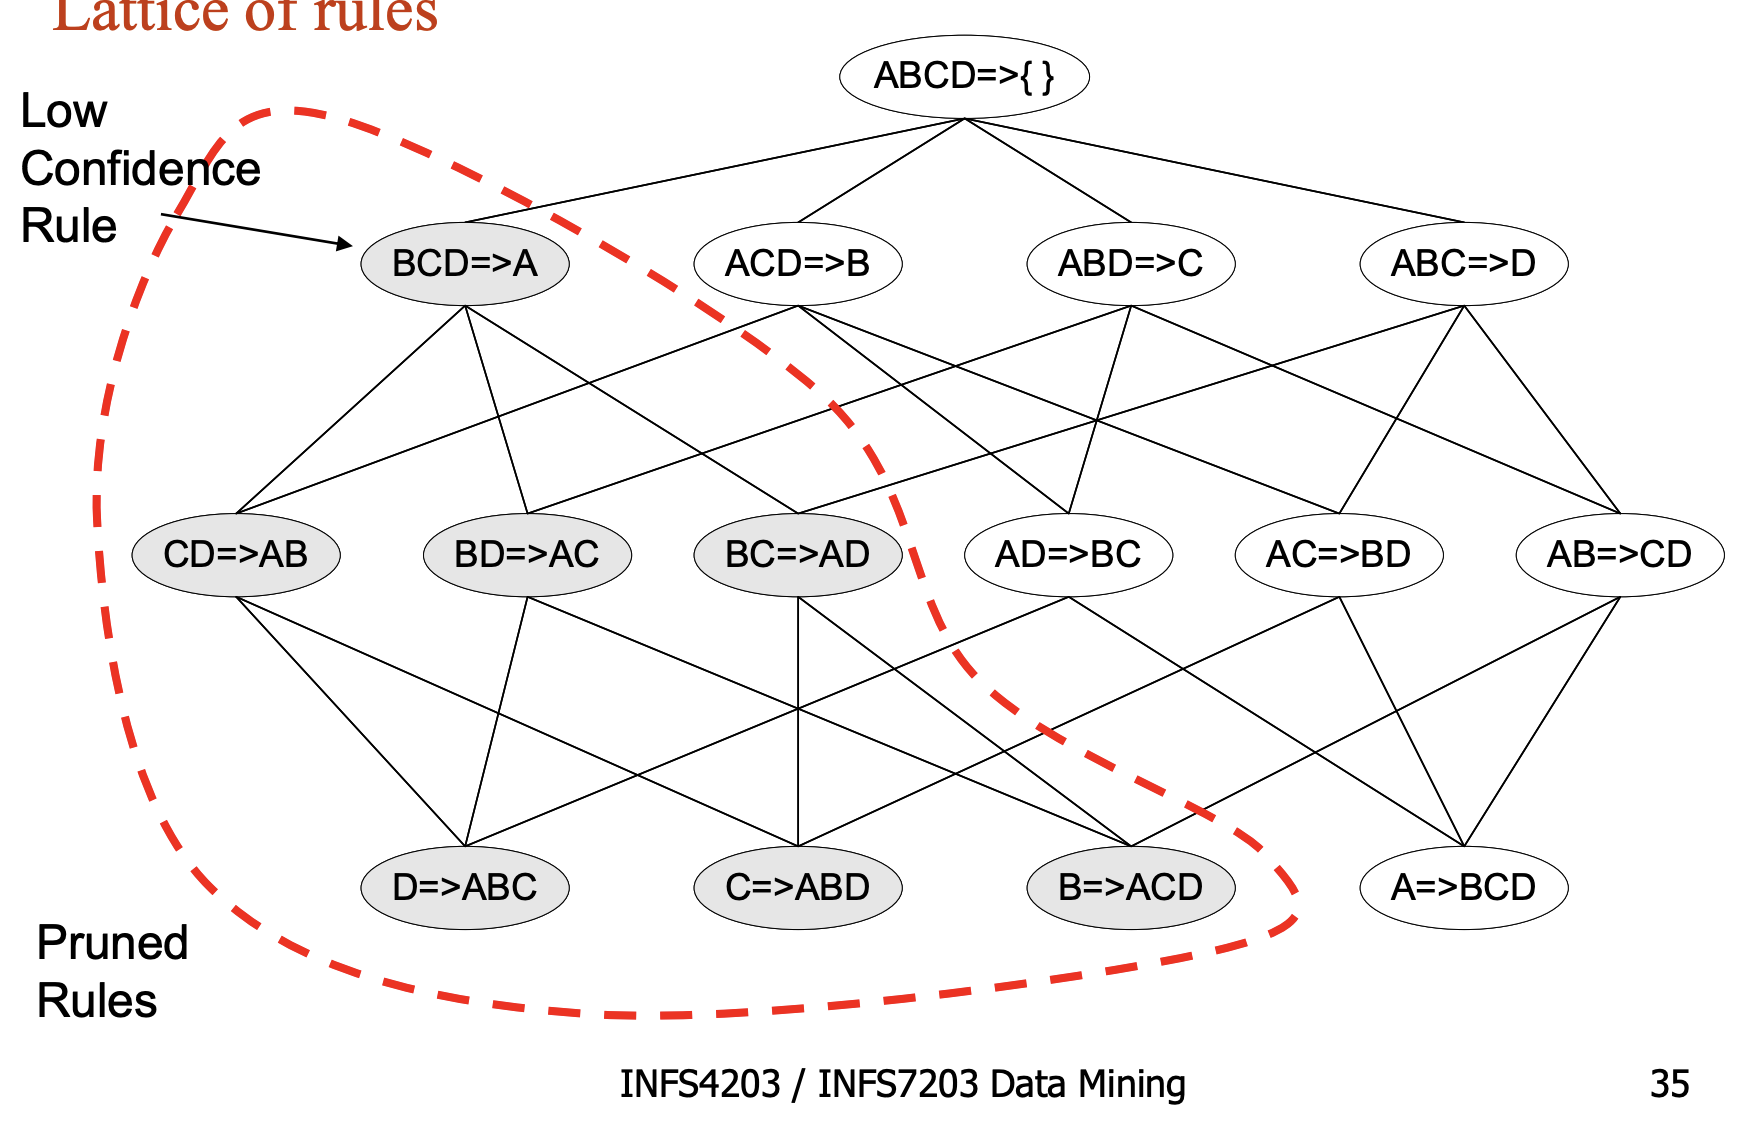 Lattice of rules
ABCD=>{ }
Low
Confidence
Rule
BCD=>A
ACD=>B
ABD=>C
ABC=>D
CD=>AB
BD=>AC
BC=>AD
AD=>BC
AC=>BD
AB=>CD
D=>ABC
C=>ABD
B=>ACD
A=>BCD
Pruned
Rules
INFS4203 / INFS7203 Data Mining
35